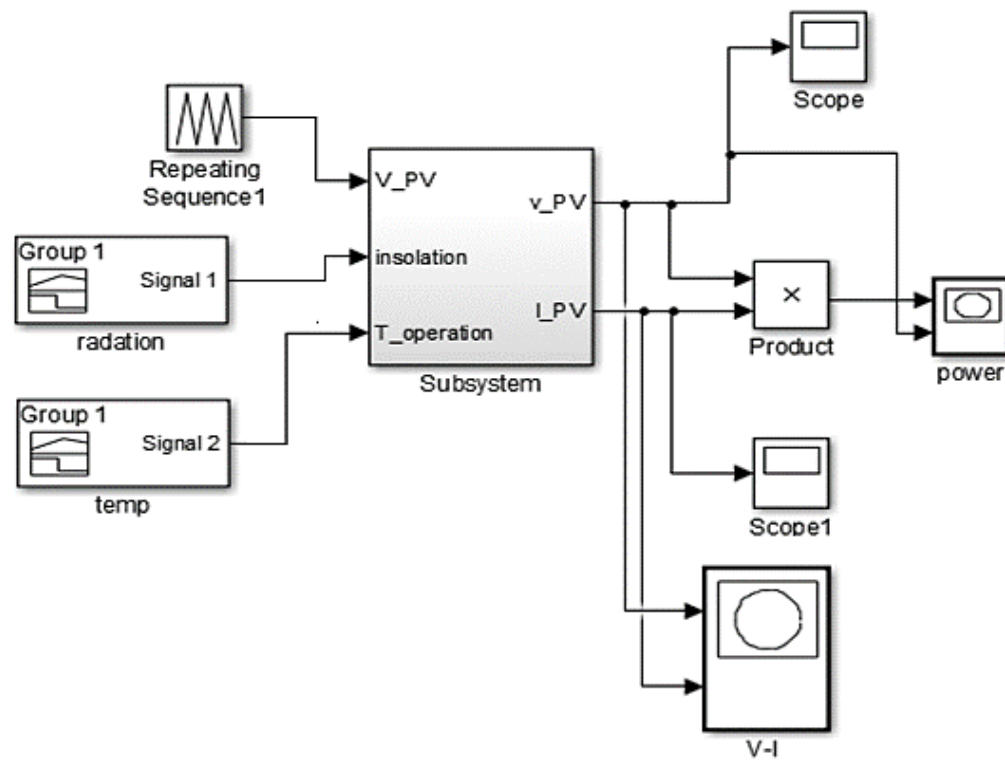 Scope
Repeating
Sequence1
V_PV
v_PV
Group 1
Signal 1
radation
insolation
I_PV
×
Product
T_operation
Subsystem
power
Group 1
Signal 2
temp
Scope1
V-I